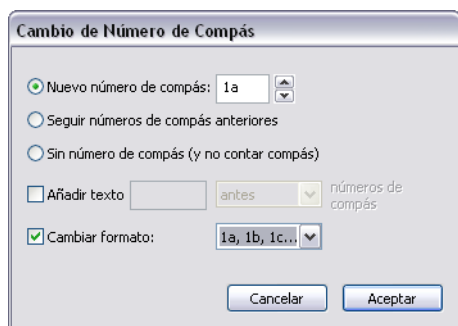 Cambio de Número de Compás
Nuevo número de compás: 1a
Seguir números de compás anteriores
Sin número de compás (y no contar compás)
Añadir texto antes números de
compás
Cambiar formato: 1a, 1b, 1c...
Cancelar Aceptar